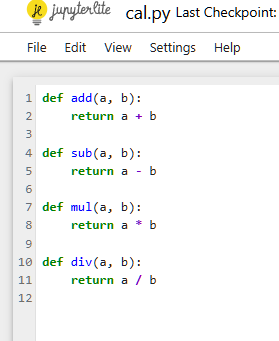 jupyterlite cal.py Last Checkpoint:
File Edit View Settings Help
1 def add(a, b):
2     return a + b
3
4 def sub(a, b):
5     return a - b
6
7 def mul(a, b):
8     return a * b
9
10 def div(a, b):
11     return a / b
12